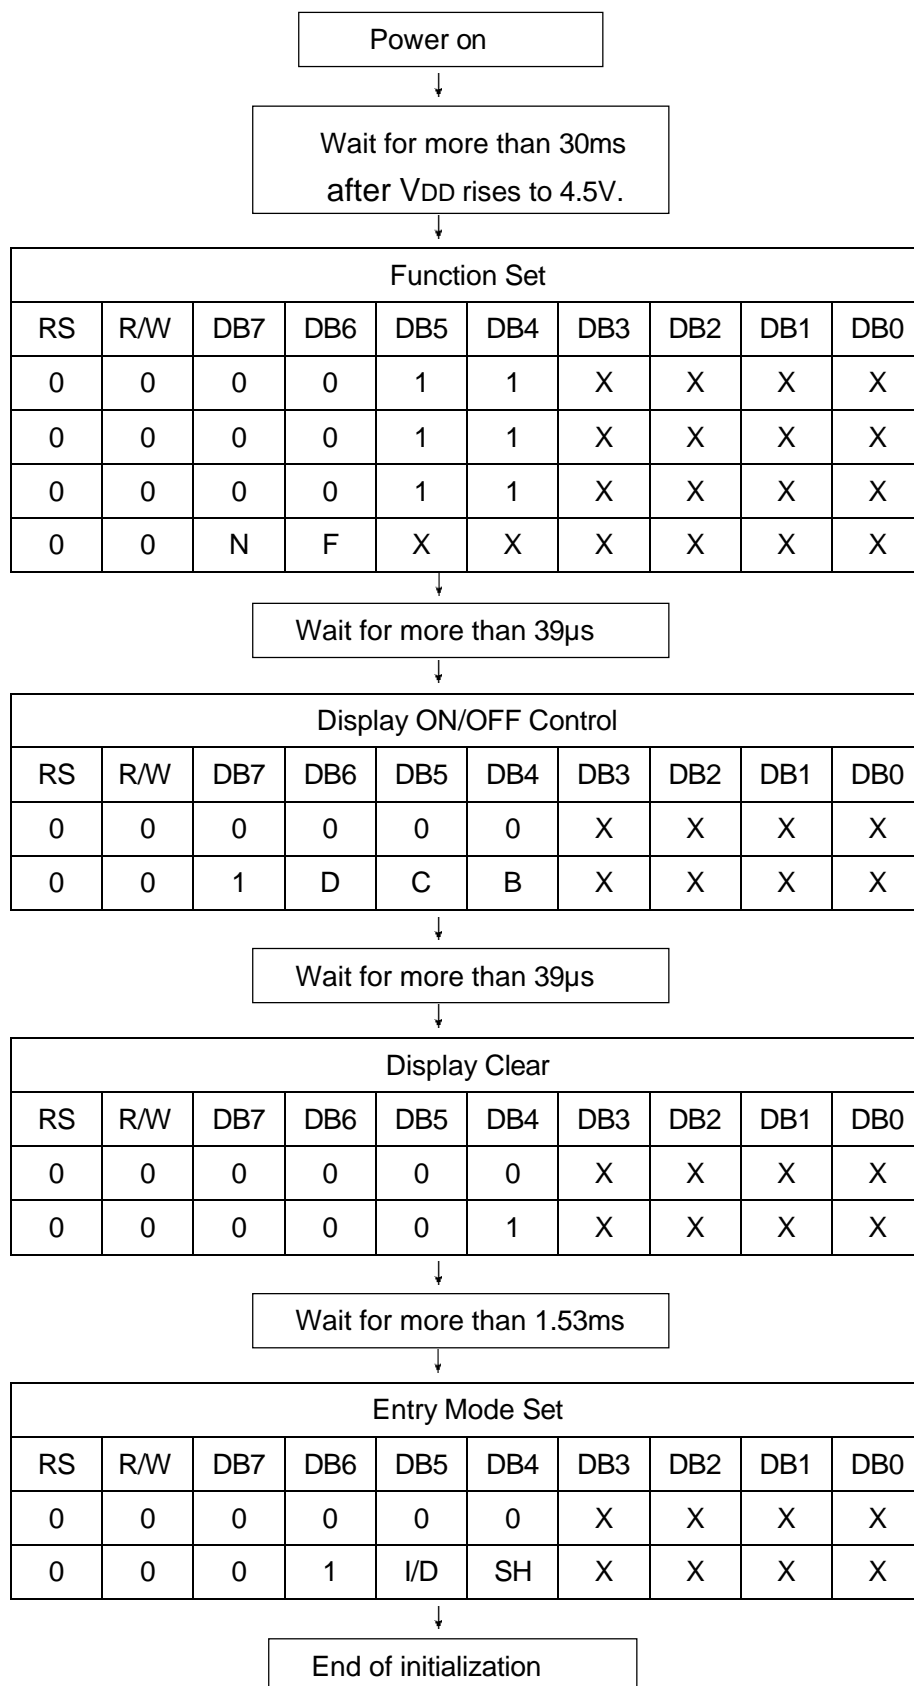 Power on
Wait for more than 30ms
after VDD rises to 4.5V.
Function Set
RS R/W DB7 DB6 DB5 DB4 DB3 DB2 DB1 DB0
0 0 0 0 1 1 X X X X
0 0 0 0 1 1 X X X X
0 0 0 0 1 1 X X X X
0 0 N F X X X X X X
Wait for more than 39µs
Display ON/OFF Control
RS R/W DB7 DB6 DB5 DB4 DB3 DB2 DB1 DB0
0 0 0 0 0 0 X X X X
0 0 1 D C B X X X X
Wait for more than 39µs
Display Clear
RS R/W DB7 DB6 DB5 DB4 DB3 DB2 DB1 DB0
0 0 0 0 0 0 X X X X
0 0 0 0 0 1 X X X X
Wait for more than 1.53ms
Entry Mode Set
RS R/W DB7 DB6 DB5 DB4 DB3 DB2 DB1 DB0
0 0 0 0 0 0 X X X X
0 0 0 1 I/D SH X X X X
End of initialization